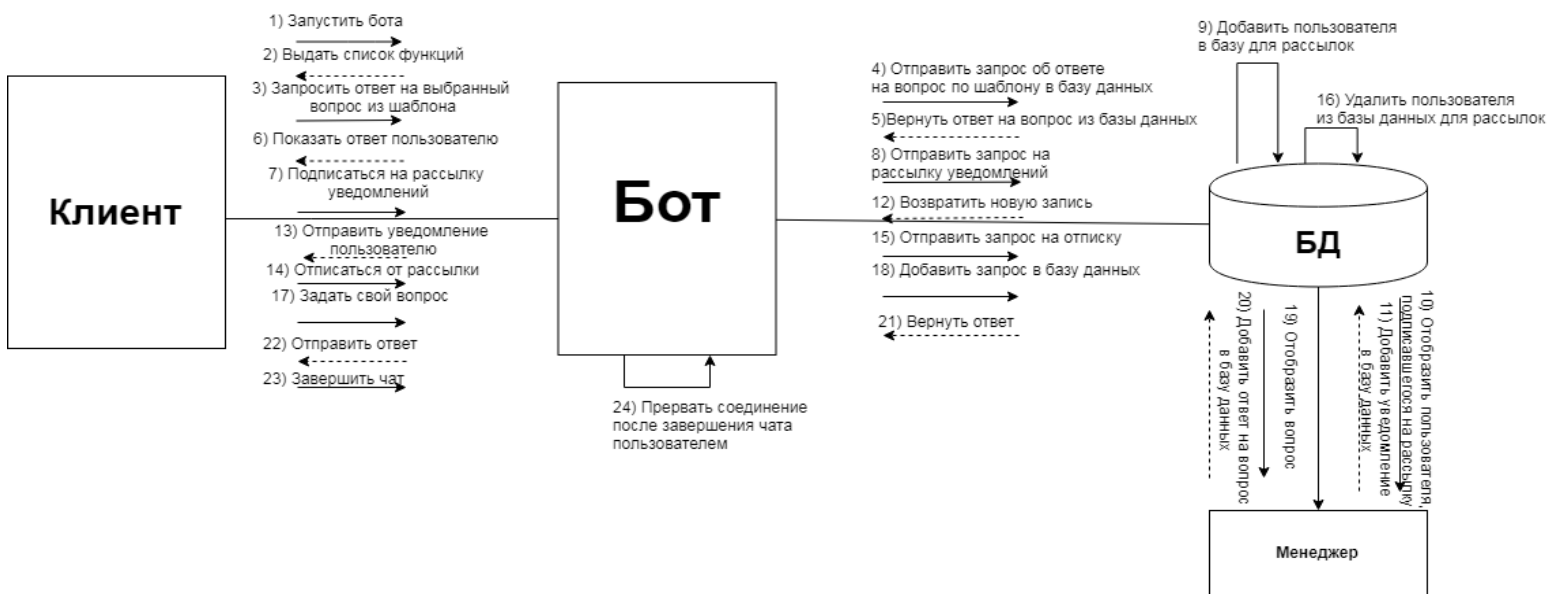 1) Запустить бота
2) Выдать список функций
3) Запросить ответ на выбранный
вопрос из шаблона
6) Показать ответ пользователю
7) Подписаться на рассылку
уведомлений
13) Отправить уведомление
пользователю
14) Отписаться от рассылки
17) Задать свой вопрос
22) Отправить ответ
23) Завершить чат
Клиент
Бот
24) Прервать соединение
после завершения чата
пользователем
4) Отправить запрос об ответе
на вопрос по шаблону в базу данных
5)Вернуть ответ на вопрос из базы данных
8) Отправить запрос на
рассылку уведомлений
12) Возвратить новую запись
15) Отправить запрос на отписку
18) Добавить запрос в базу данных
21) Вернуть ответ
9) Добавить пользователя
в базу для рассылок
16) Удалить пользователя
из базы данных для рассылок
БД
20) Добавить ответ на вопрос
в базу данных
19) Отобразить вопрос
10) Отобразить пользователя,
подписавшегося на рассылку
11) Добавить уведомление
в базу данных
Менеджер